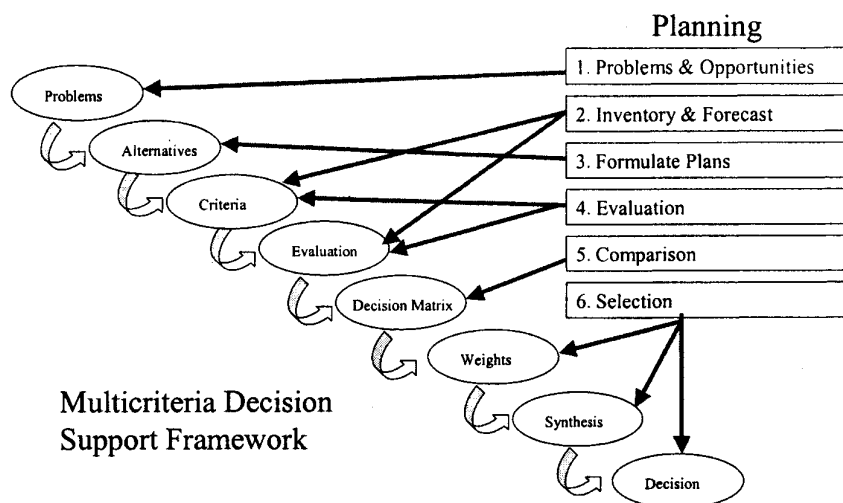 Planning
1. Problems & Opportunities
Problems
2. Inventory & Forecast
Alternatives
3. Formulate Plans
Criteria
4. Evaluation
Evaluation
5. Comparison
Decision Matrix
6. Selection
Weights
Multicriteria Decision
Support Framework
Synthesis
Decision